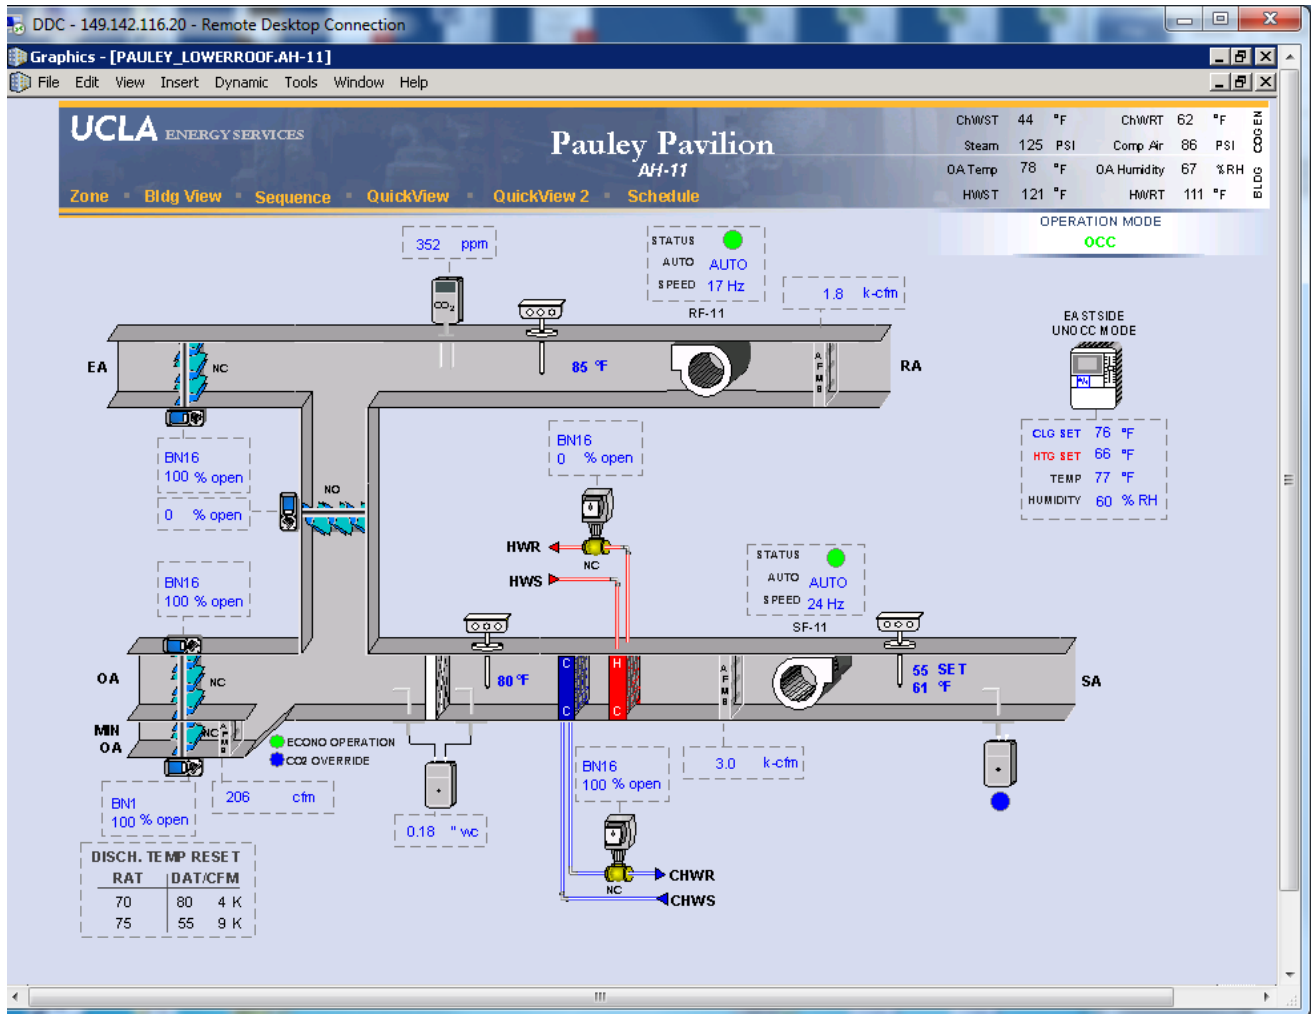 DDC - 149.142.116.20 - Remote Desktop Connection
Graphics - [PAULEY_LOWERROOF.AH-11]
File Edit View Insert Dynamic Tools Window Help
UCLA ENERGY SERVICES
Pauley Pavilion
AH-11
Zone Bldg View Sequence QuickView QuickView 2 Schedule
ChWST 44 °F ChWRT 62 °F
Steam 125 PSI Comp Air 86 PSI
COGEN
OA Temp 78 °F OA Humidity 67 %RH
HWST 121 °F HWRT 111 °F
BLDG
OPERATION MODE
OCC
352 ppm
STATUS
AUTO AUTO
SPEED 17 Hz
RF-11
1.8 k-cfm
CO2
EA
NC
85 °F
AFMS
RA
EASTSIDE
UNOCC MODE
CLG SET 76 °F
HTG SET 66 °F
TEMP 77 °F
HUMIDITY 60 % RH
BN16
100 % open
0 % open
NO
BN16
0 % open
HWR
NC
HWS
BN16
100 % open
STATUS
AUTO AUTO
SPEED 24 Hz
SF-11
OA
NC
80 °F
C
C
H
C
AFMS
55 SET
61 °F
SA
MIN
OA
NC
AFMS
ECONO OPERATION
CO2 OVERRIDE
BN1
100 % open
206 cfm
0.18 " wc
BN16
100 % open
3.0 k-cfm
NC
CHWR
CHWS
DISCH. TEMP RESET
RAT DAT/CFM
70 80 4 K
75 55 9 K